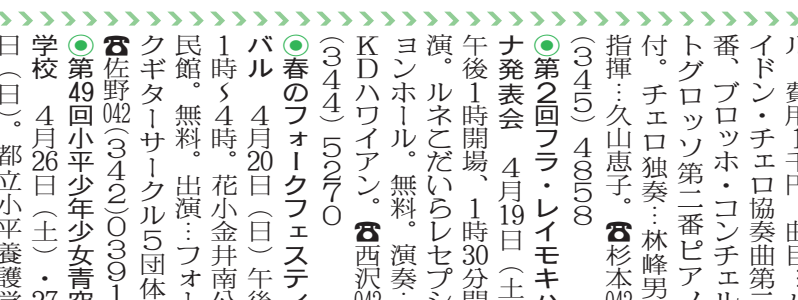 費用1千円　曲目…
イドン・チェロ協奏曲第二
番、ブロッホ・コンチェル
トグロッソ第二番ピアノ
付。チェロ独奏…林峰男
指揮…久山恵子。☎杉本042
（345）4858
◉第2回フラ・レイモキハ
ナ発表会　4月19日（土
午後1時開場、1時30分開
演。ルネこだいらレセプシ
ョンホール。無料。演奏…
KDハワイアン。☎西沢042
（344）5270
◉春のフォークフェスティ
バル　4月20日（日）午後
1時〜4時。花小金井南公
民館。無料。出演…フォー
クギターサークル5団体
☎佐野042（342）0391
◉第49回小平少年少女青空
学校　4月26日（土）・27
日（日）。都立小平養護学